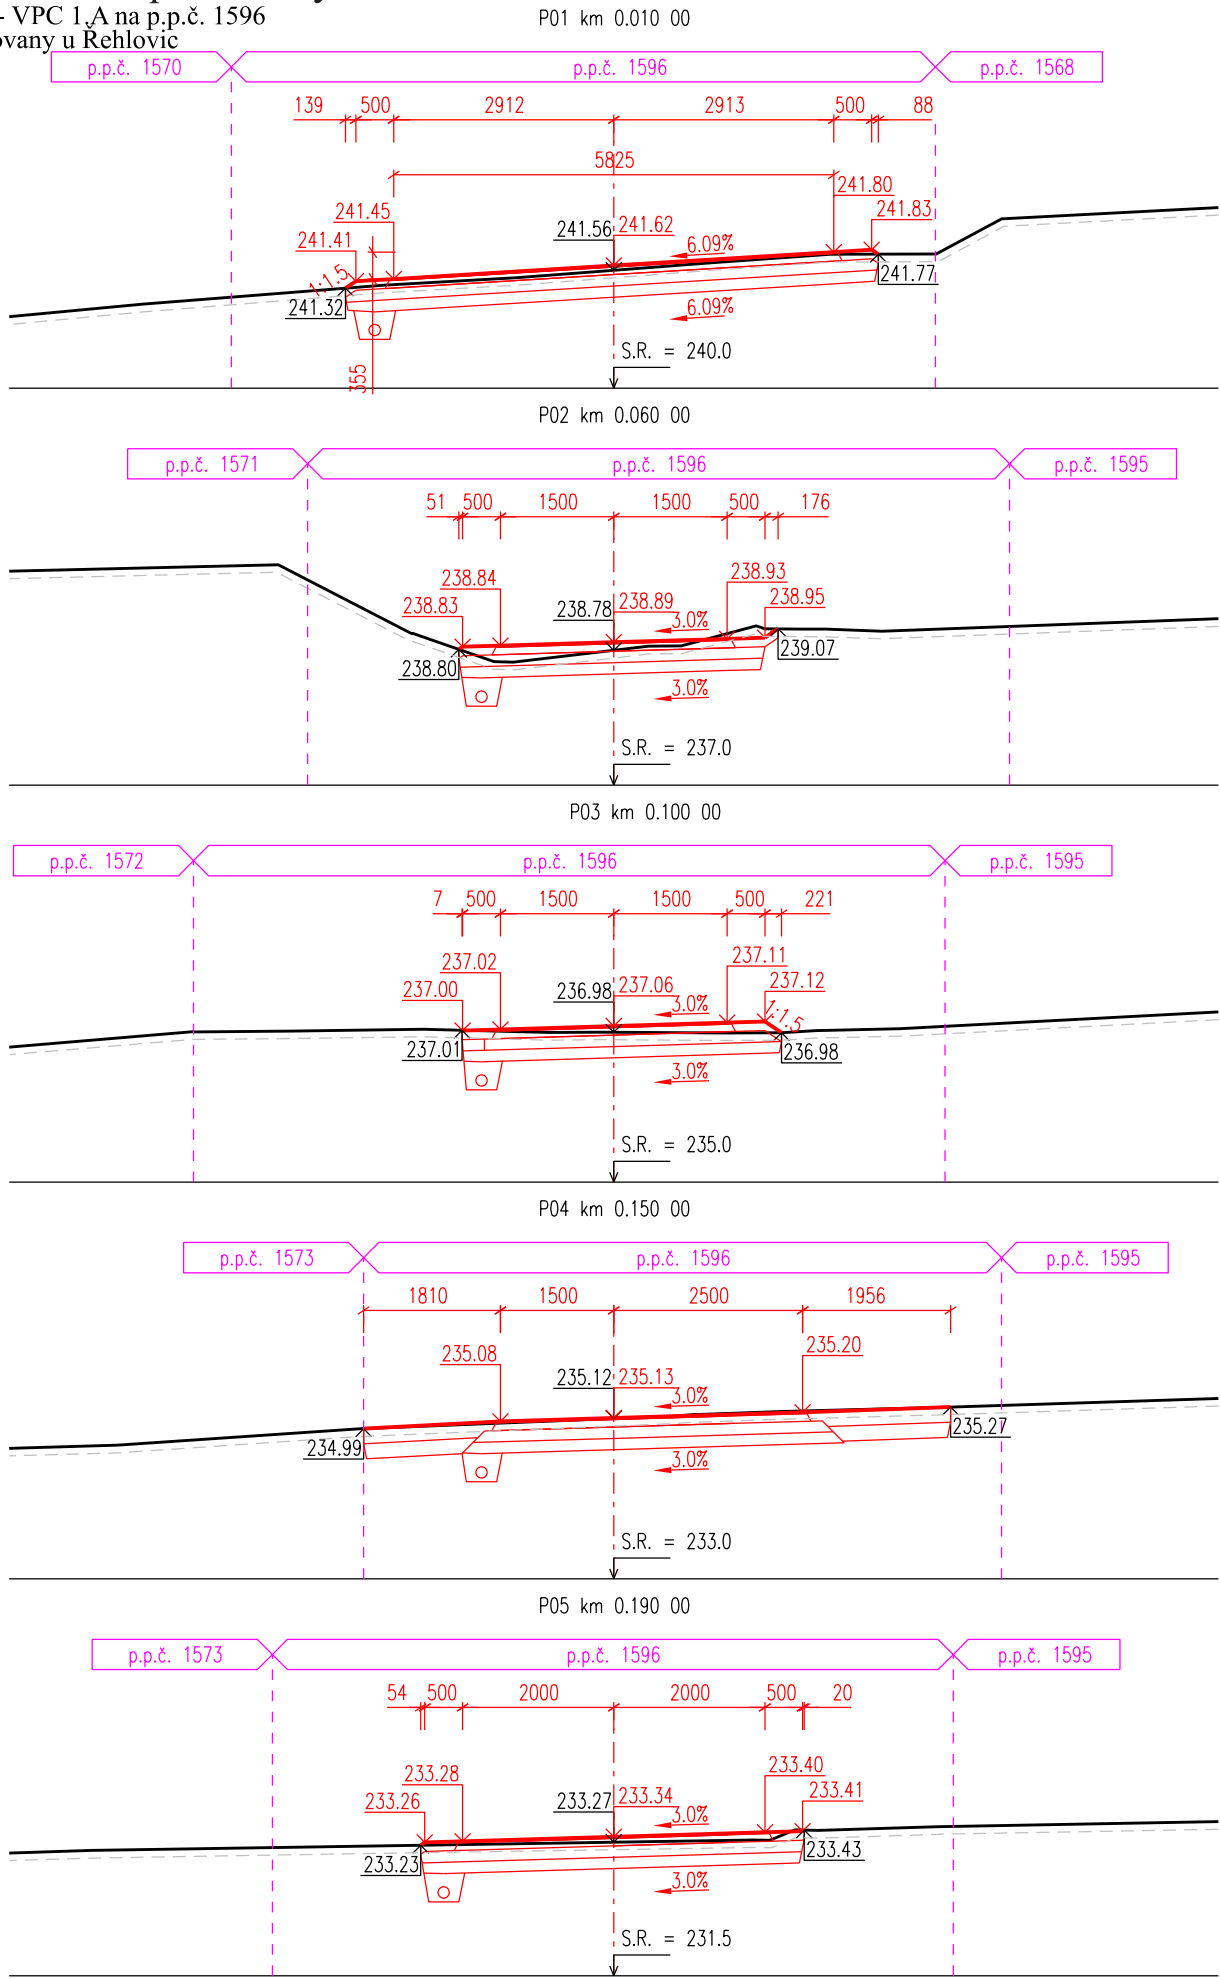 - VPC 1.A na p.p.č. 1596
P01 km 0.010 00
ovany u Řehlovic
p.p.č. 1570 p.p.č. 1596 p.p.č. 1568
139 500 2912 2913 500 88
5825
241.80
241.45 241.83
241.56 241.62
241.41 6.09%
1:1.5 241.77
241.32 6.09%
S.R. = 240.0
355
P02 km 0.060 00
p.p.č. 1571 p.p.č. 1596 p.p.č. 1595
51 500 1500 1500 500 176
238.84 238.93
238.83 238.78 238.89 238.95
3.0%
238.80 239.07
3.0%
S.R. = 237.0
P03 km 0.100 00
p.p.č. 1572 p.p.č. 1596 p.p.č. 1595
7 500 1500 1500 500 221
237.02 237.11
237.00 236.98 237.06 237.12
3.0% 1:1.5
237.01 236.98
3.0%
S.R. = 235.0
P04 km 0.150 00
p.p.č. 1573 p.p.č. 1596 p.p.č. 1595
1810 1500 2500 1956
235.08 235.20
235.12 235.13
3.0%
234.99 235.27
3.0%
S.R. = 233.0
P05 km 0.190 00
p.p.č. 1573 p.p.č. 1596 p.p.č. 1595
54 500 2000 2000 500 20
233.28 233.40
233.26 233.27 233.34 233.41
3.0%
233.23 233.43
3.0%
S.R. = 231.5